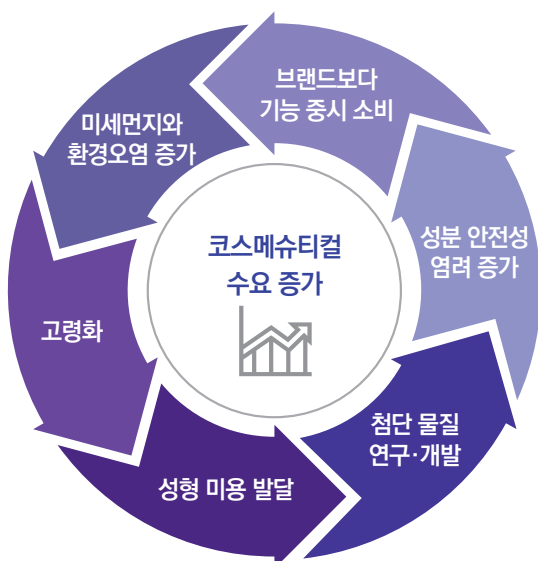 브랜드보다
기능 중시 소비
미세먼지와
환경오염 증가
성분 안전성
염려 증가
코스메슈티컬
수요 증가
고령화
첨단 물질
연구·개발
성형 미용 발달